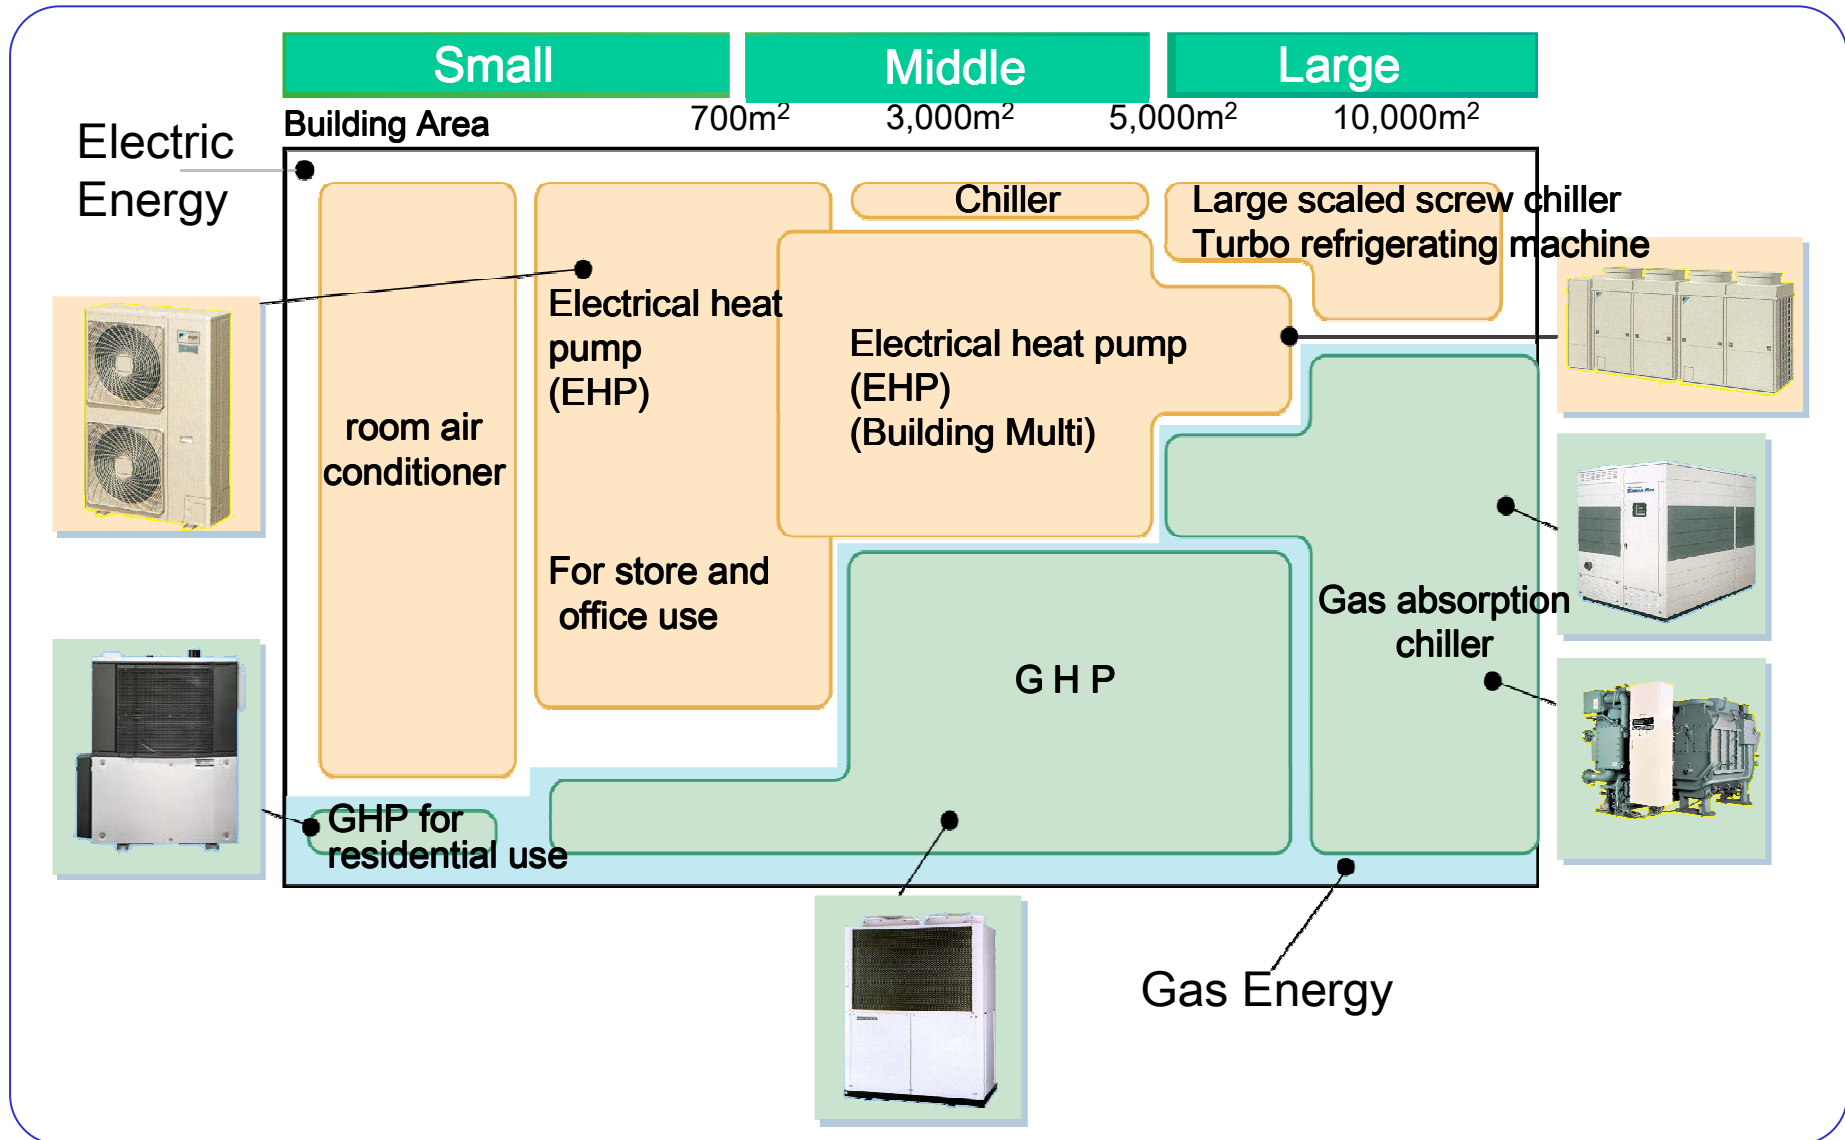 Small Middle Large
Building Area 700m² 3,000m² 5,000m² 10,000m²
Electric
Energy
Chiller
Large scaled screw chiller
Turbo refrigerating machine
Electrical heat
pump
(EHP)
Electrical heat pump
(EHP)
(Building Multi)
room air
conditioner
For store and
office use
Gas absorption
chiller
G H P
GHP for
residential use
Gas Energy